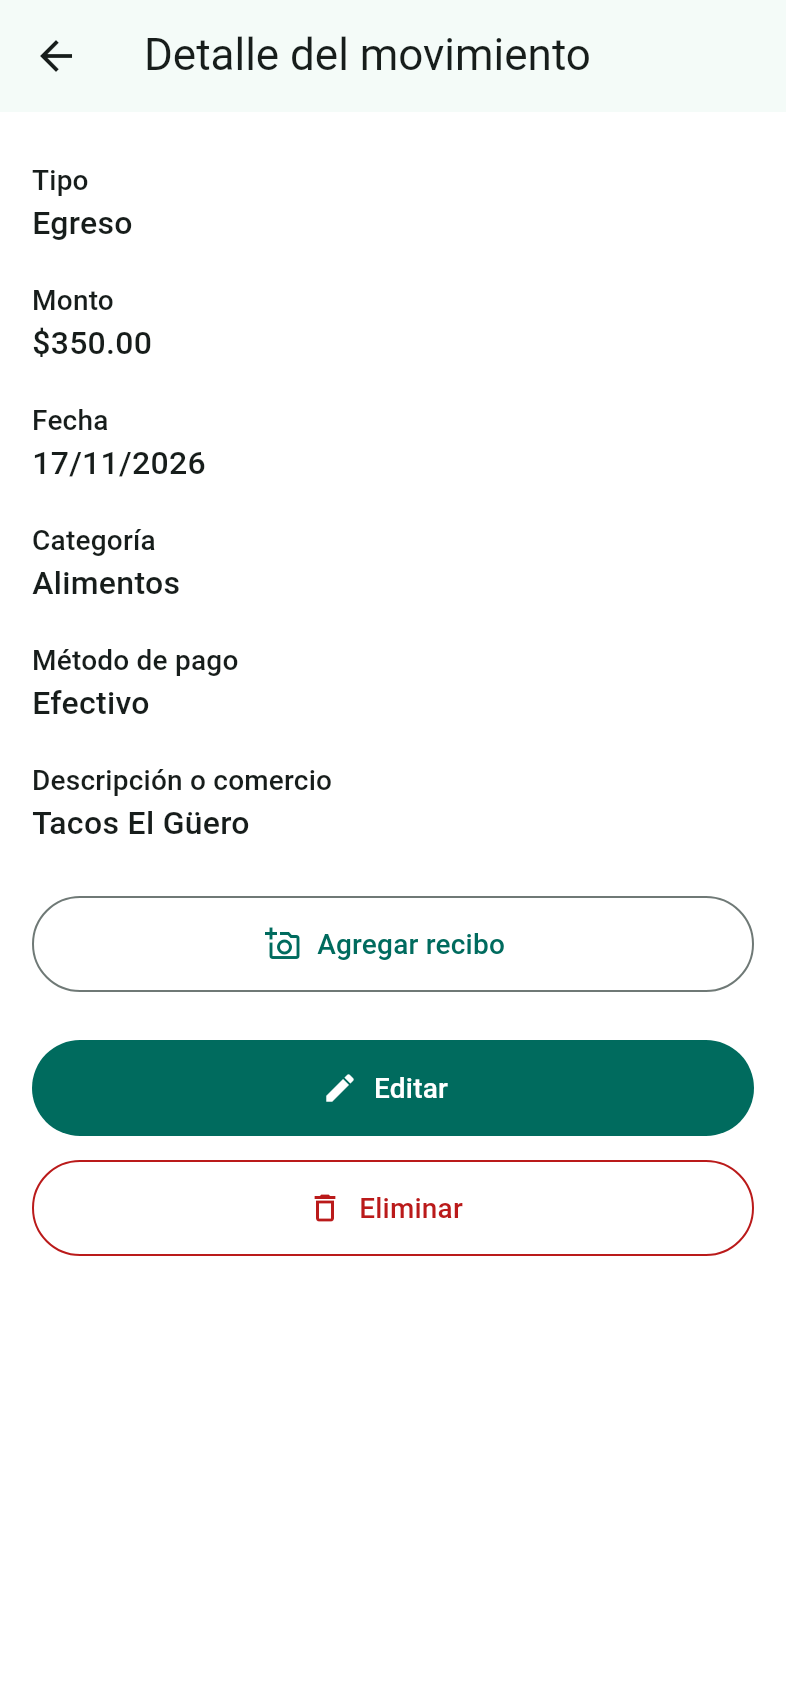 Detalle del movimiento
Tipo
Egreso
Monto
$350.00
Fecha
17/11/2026
Categoría
Alimentos
Método de pago
Efectivo
Descripción o comercio
Tacos El Güero
Agregar recibo
Editar
Eliminar